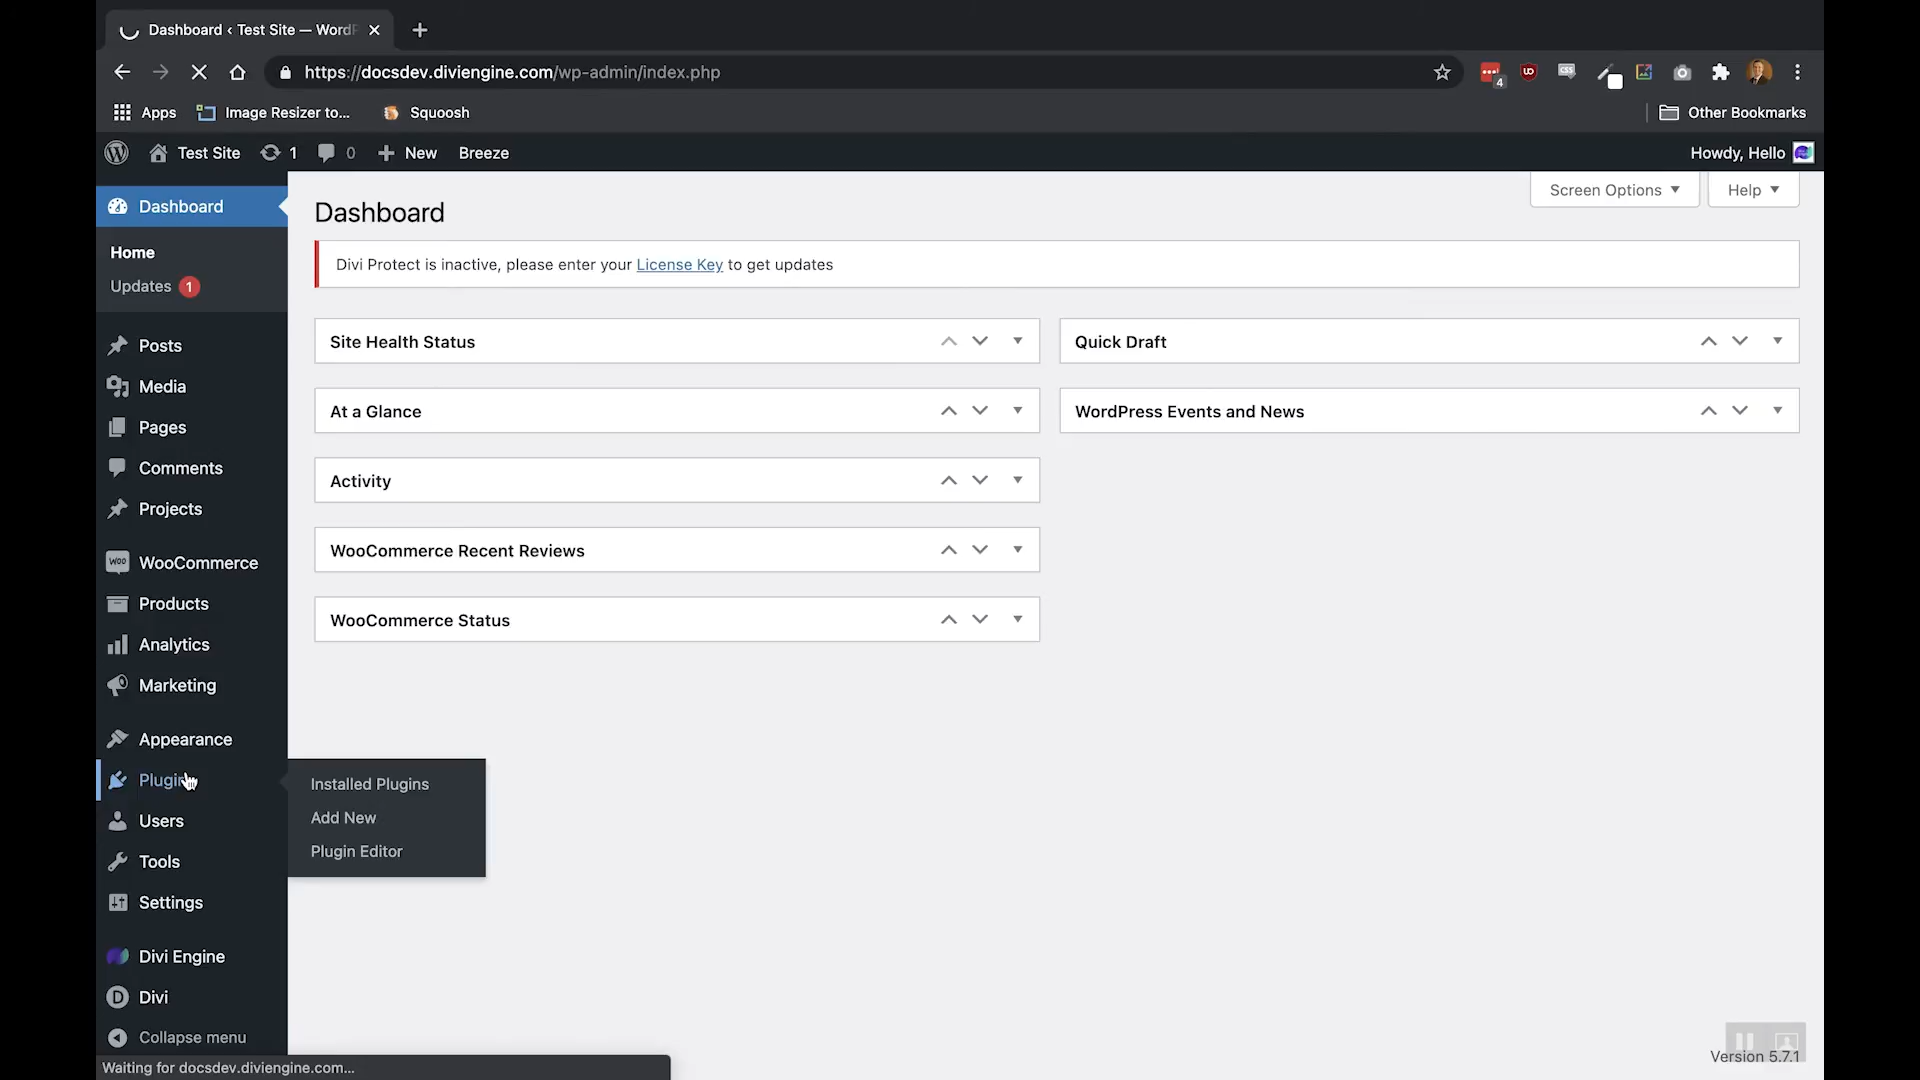 Dashboard ‹ Test Site — WordP
https://docsdev.diviengine.com/wp-admin/index.php
4
Apps
Image Resizer to...
Squoosh
Other Bookmarks
Test Site
1
0
New
Breeze
Howdy, Hello
Dashboard
Home
Updates 1
Posts
Media
Pages
Comments
Projects
WooCommerce
Products
Analytics
Marketing
Appearance
Plugin
Users
Tools
Settings
Divi Engine
Divi
Collapse menu
Installed Plugins
Add New
Plugin Editor
Screen Options
Help
Dashboard
Divi Protect is inactive, please enter your License Key to get updates
Site Health Status
At a Glance
Activity
WooCommerce Recent Reviews
WooCommerce Status
Quick Draft
WordPress Events and News
Version 5.7.1
Waiting for docsdev.diviengine.com...